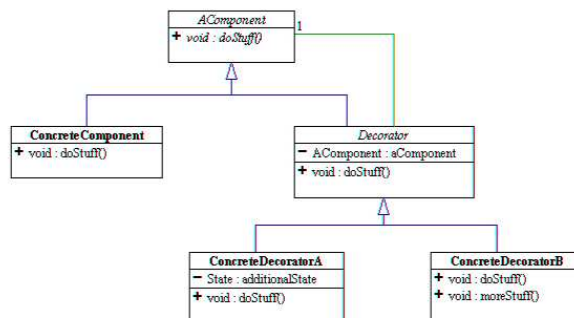 AComponent
+ void : doStuff()
1
ConcreteComponent
+ void : doStuff()
Decorator
− AComponent : aComponent
+ void : doStuff()
ConcreteDecoratorA
− State : additionalState
+ void : doStuff()
ConcreteDecoratorB
+ void : doStuff()
+ void : moreStuff()